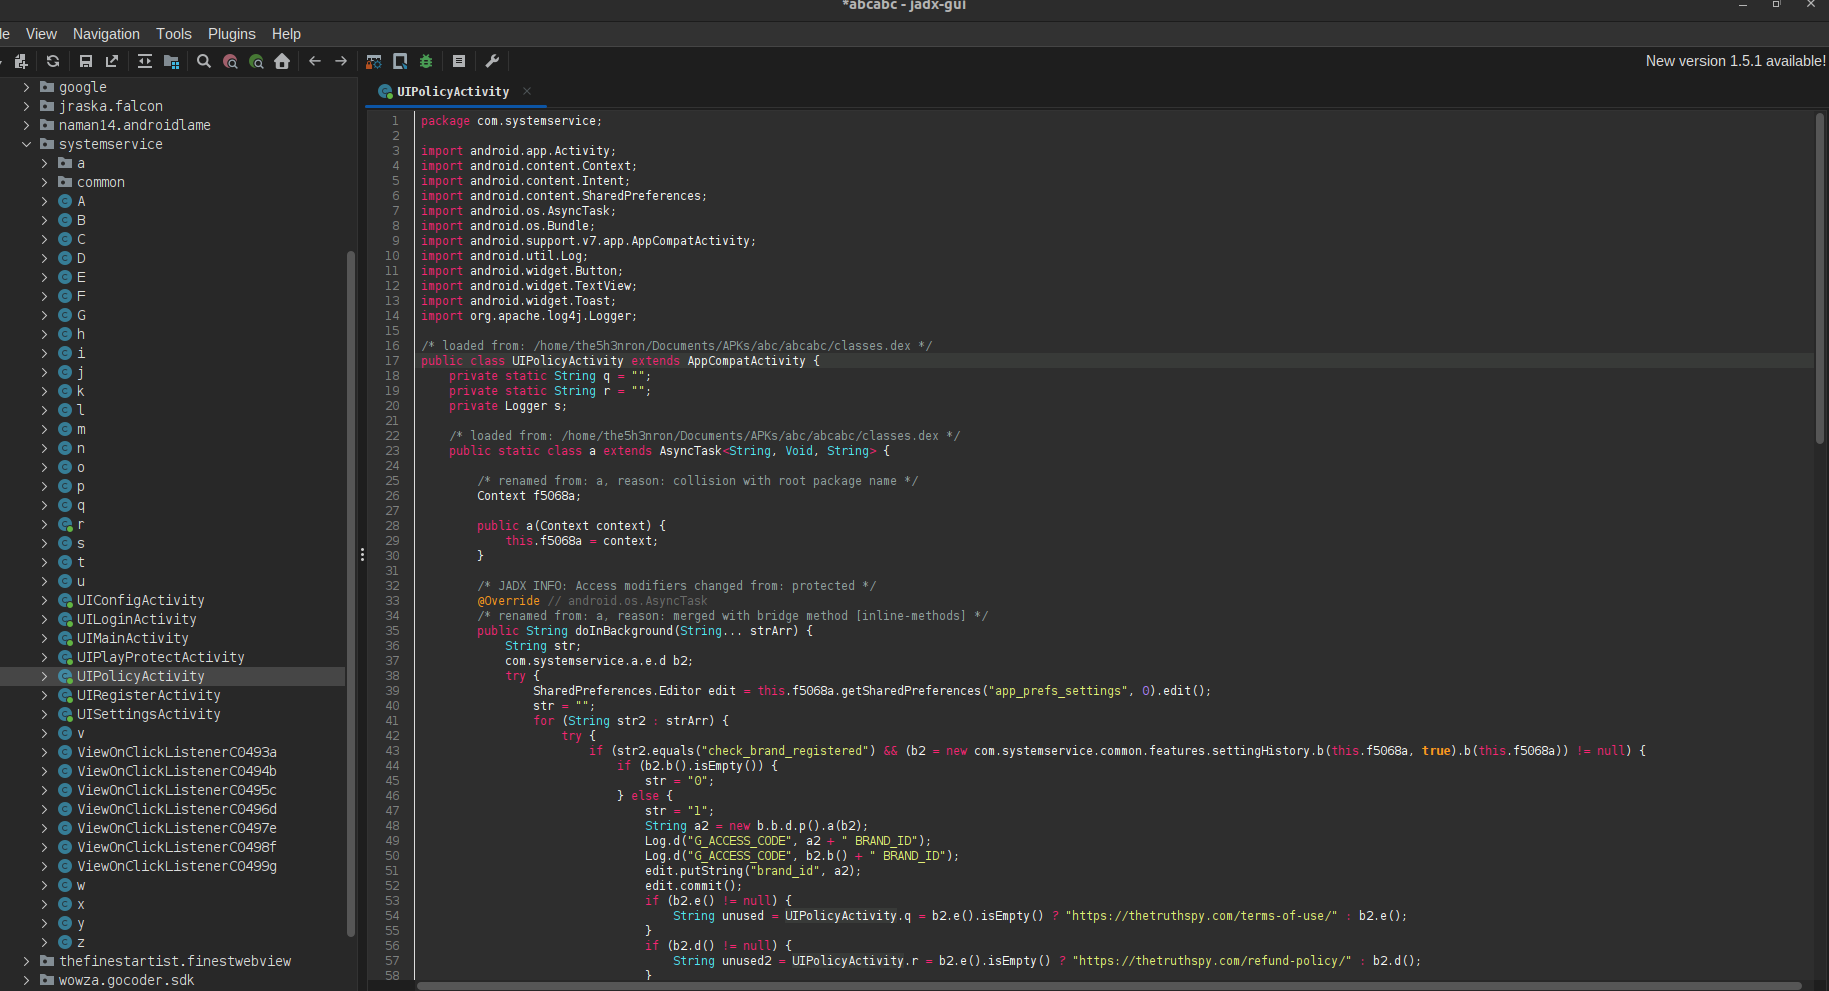 *abcabc - jadx-gui
le View Navigation Tools Plugins Help
New version 1.5.1 available!
google
jraska.falcon
naman14.androidlame
systemservice
a
common
A
B
C
D
E
F
G
h
i
j
k
l
m
n
o
p
q
r
s
t
u
UIConfigActivity
UILoginActivity
UIMainActivity
UIPlayProtectActivity
UIPolicyActivity
UIRegisterActivity
UISettingsActivity
v
ViewOnClickListenerC0493a
ViewOnClickListenerC0494b
ViewOnClickListenerC0495c
ViewOnClickListenerC0496d
ViewOnClickListenerC0497e
ViewOnClickListenerC0498f
ViewOnClickListenerC0499g
w
x
y
z
thefinestartist.finestwebview
wowza.gocoder.sdk
UIPolicyActivity
1 package com.systemservice;
2
3 import android.app.Activity;
4 import android.content.Context;
5 import android.content.Intent;
6 import android.content.SharedPreferences;
7 import android.os.AsyncTask;
8 import android.os.Bundle;
9 import android.support.v7.app.AppCompatActivity;
10 import android.util.Log;
11 import android.widget.Button;
12 import android.widget.TextView;
13 import android.widget.Toast;
14 import org.apache.log4j.Logger;
15
16 /* loaded from: /home/the5h3nron/Documents/APKs/abc/abcabc/classes.dex */
17 public class UIPolicyActivity extends AppCompatActivity {
18 private static String q = "";
19 private static String r = "";
20 private Logger s;
21
22 /* loaded from: /home/the5h3nron/Documents/APKs/abc/abcabc/classes.dex */
23 public static class a extends AsyncTask<String, Void, String> {
24
25 /* renamed from: a, reason: collision with root package name */
26 Context f5068a;
27
28 public a(Context context) {
29 this.f5068a = context;
30 }
31
32 /* JADX INFO: Access modifiers changed from: protected */
33 @Override // android.os.AsyncTask
34 /* renamed from: a, reason: merged with bridge method [inline-methods] */
35 public String doInBackground(String... strArr) {
36 String str;
37 com.systemservice.a.e.d b2;
38 try {
39 SharedPreferences.Editor edit = this.f5068a.getSharedPreferences("app_prefs_settings", 0).edit();
40 str = "";
41 for (String str2 : strArr) {
42 try {
43 if (str2.equals("check_brand_registered") && (b2 = new com.systemservice.common.features.settingHistory.b(this.f5068a, true).b(this.f5068a)) != null) {
44 if (b2.b().isEmpty()) {
45 str = "0";
46 } else {
47 str = "1";
48 String a2 = new b.b.d.p().a(b2);
49 Log.d("G_ACCESS_CODE", a2 + " BRAND_ID");
50 Log.d("G_ACCESS_CODE", b2.b() + " BRAND_ID");
51 edit.putString("brand_id", a2);
52 edit.commit();
53 if (b2.e() != null) {
54 String unused = UIPolicyActivity.q = b2.e().isEmpty() ? "https://thetruthspy.com/terms-of-use/" : b2.e();
55 }
56 if (b2.d() != null) {
57 String unused2 = UIPolicyActivity.r = b2.e().isEmpty() ? "https://thetruthspy.com/refund-policy/" : b2.d();
58 }